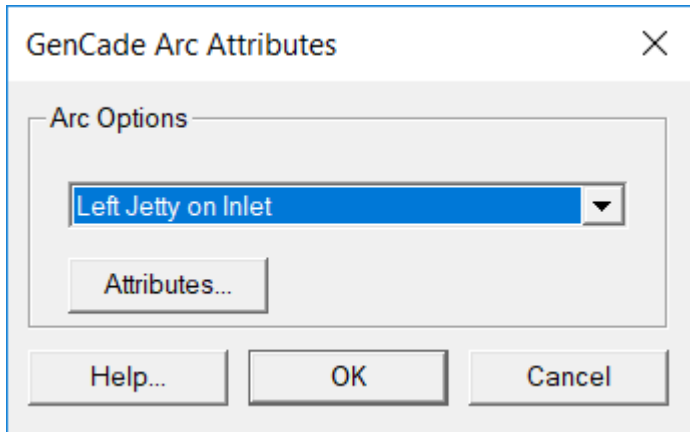 GenCade Arc Attributes
Arc Options
Left Jetty on Inlet
Attributes...
Help... OK Cancel